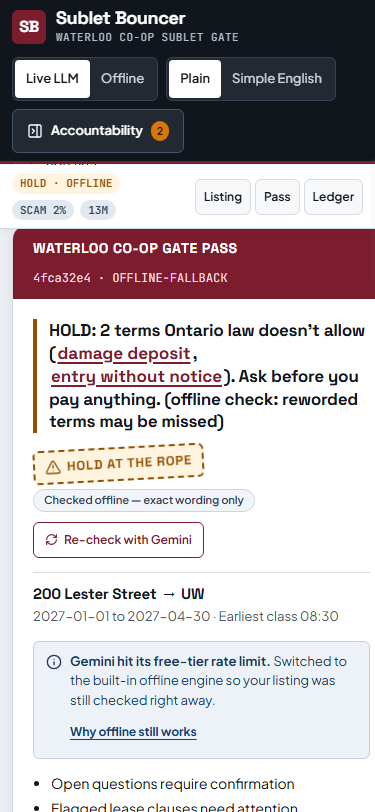 SB
Sublet Bouncer
WATERLOO CO-OP SUBLET GATE
Live LLM Offline Plain Simple English
Accountability 2
HOLD · OFFLINE
SCAM 2% 13M Listing Pass Ledger
WATERLOO CO-OP GATE PASS
4fca32e4 · OFFLINE-FALLBACK
HOLD: 2 terms Ontario law doesn't allow
(damage deposit,
entry without notice). Ask before you
pay anything. (offline check: reworded
terms may be missed)
HOLD AT THE ROPE
Checked offline — exact wording only
Re-check with Gemini
200 Lester Street → UW
2027-01-01 to 2027-04-30 · Earliest class 08:30
Gemini hit its free-tier rate limit. Switched to
the built-in offline engine so your listing was
still checked right away.
Why offline still works
• Open questions require confirmation
• Flagged lease clauses need attention